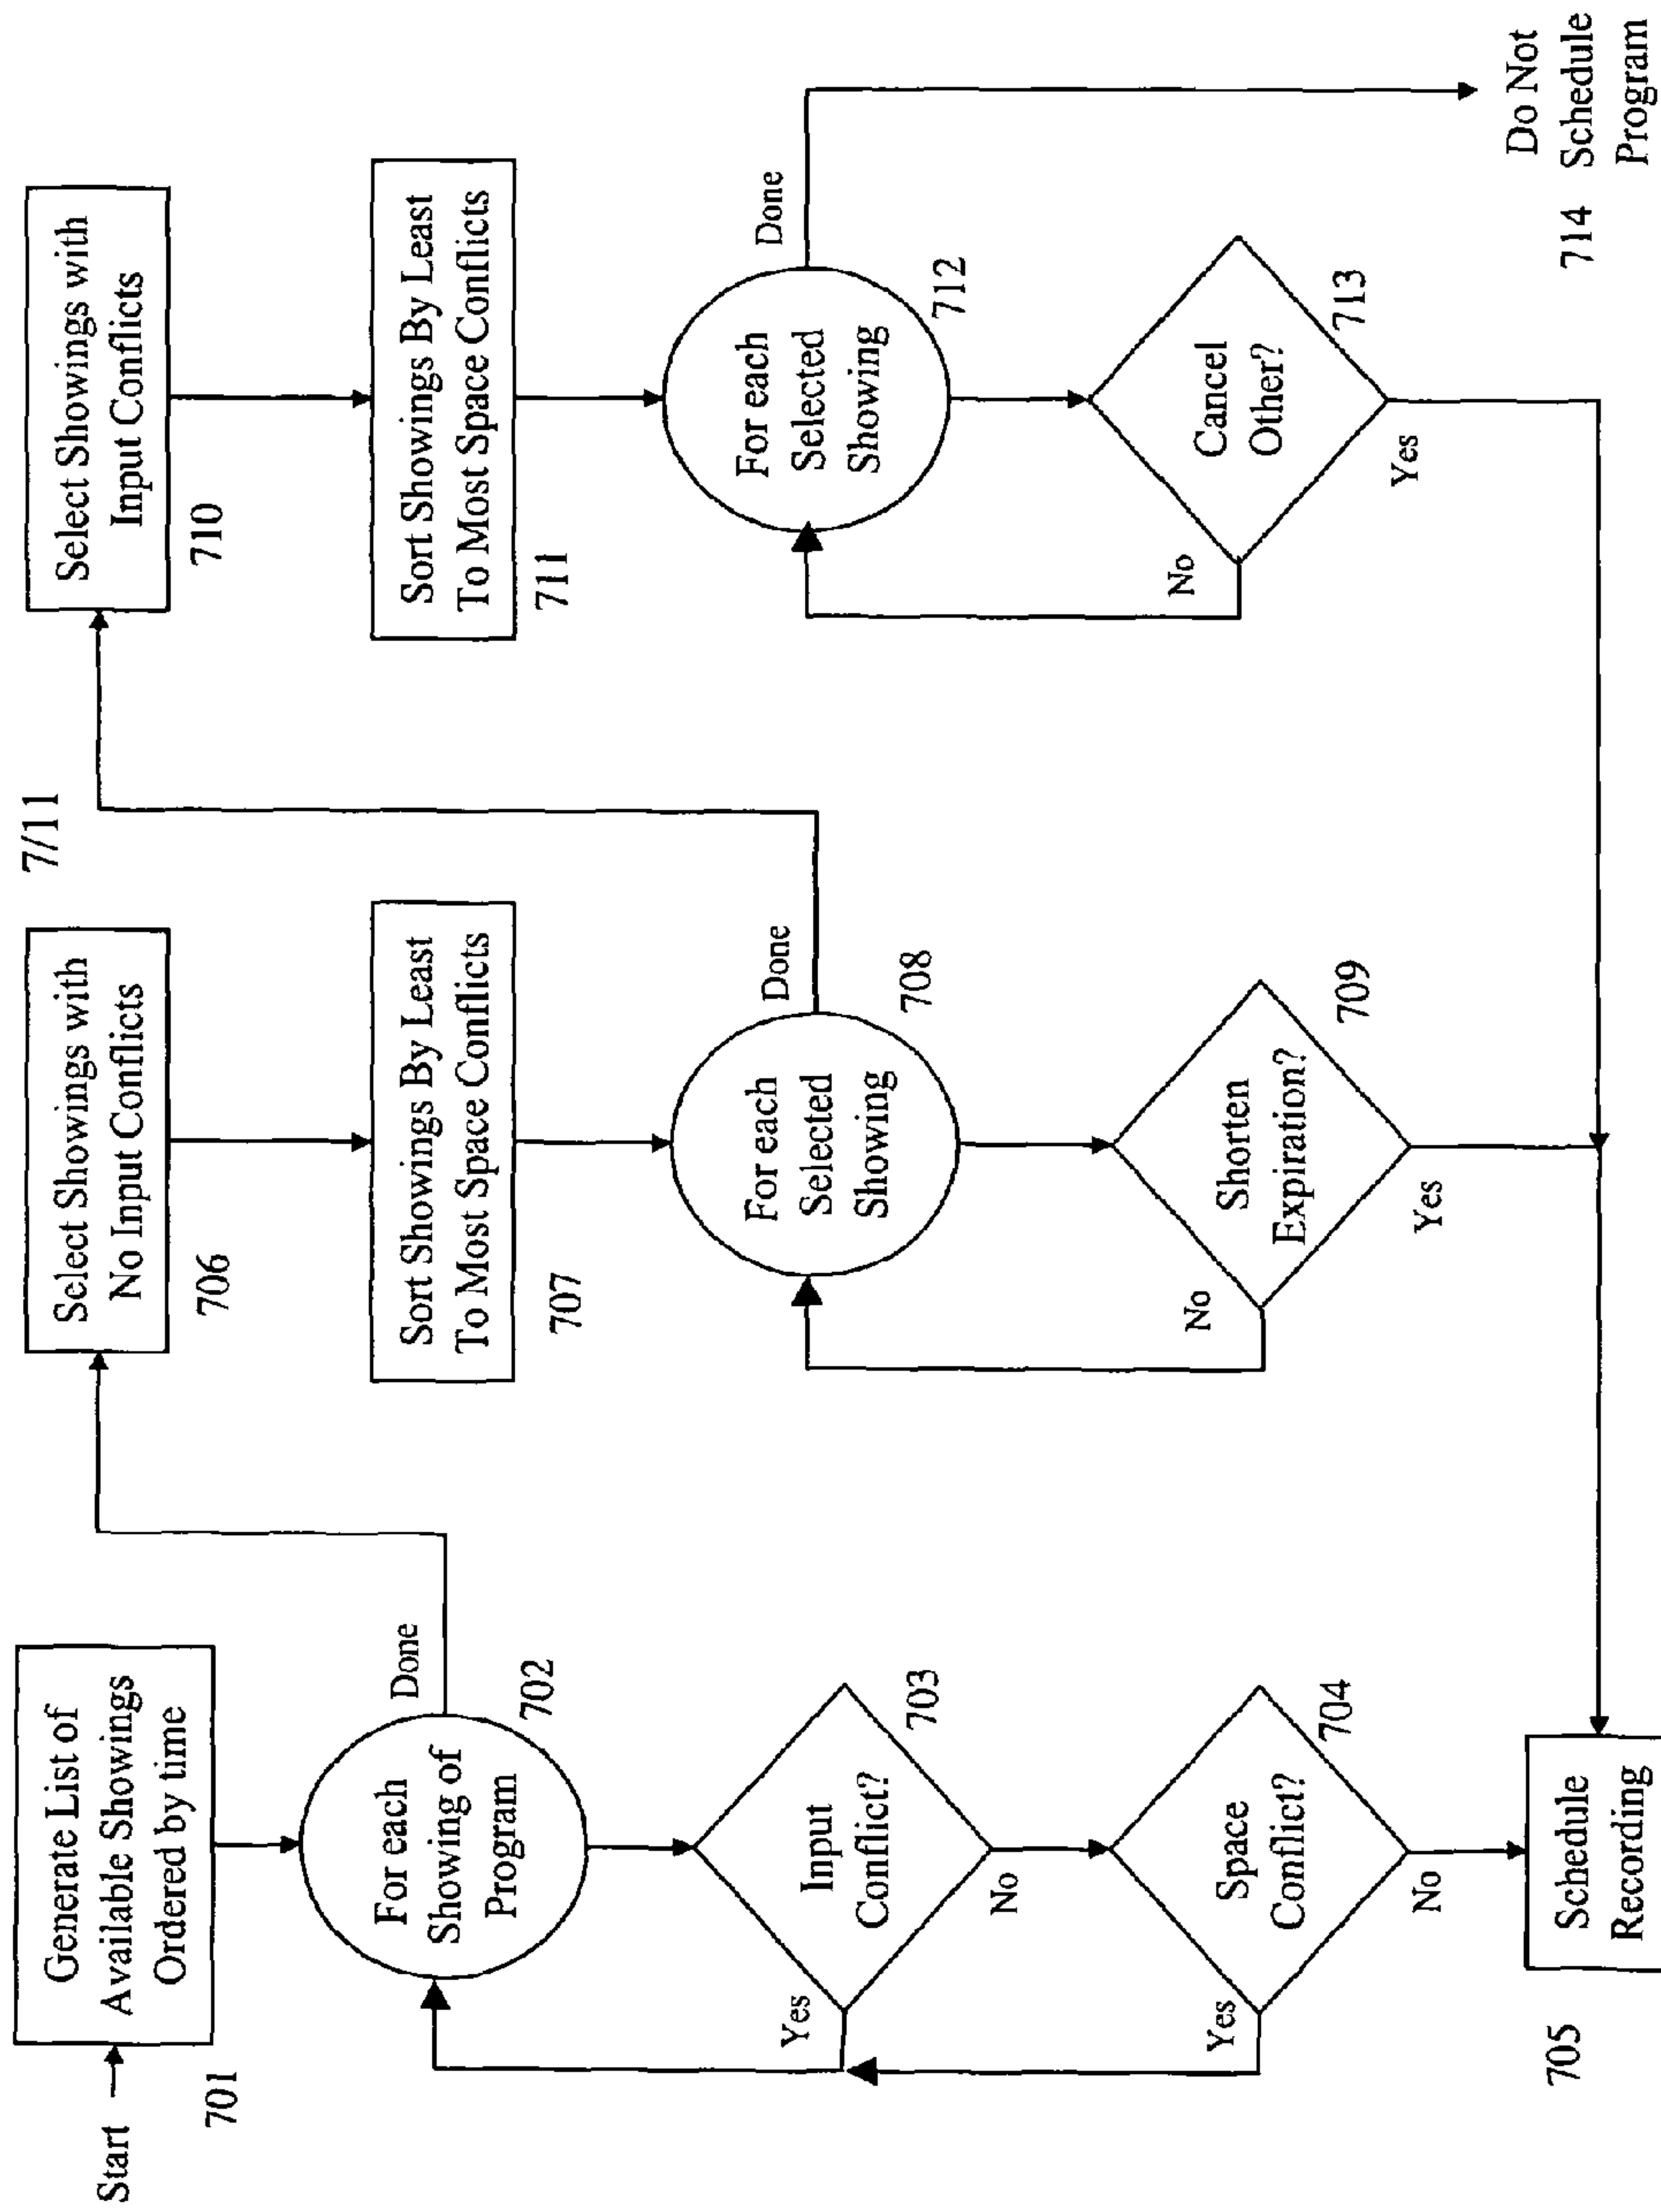 7/11
Start
Generate List of
Available Showings
Ordered by time
701
For each
Showing of
Program
Done
702
Input
Conflict?
703
Yes
No
Space
Conflict?
704
Yes
No
Schedule
Recording
705
Select Showings with
No Input Conflicts
706
Sort Showings By Least
To Most Space Conflicts
707
For each
Selected
Showing
Done
708
Shorten
Expiration?
709
No
Yes
Select Showings with
Input Conflicts
710
Sort Showings By Least
To Most Space Conflicts
711
For each
Selected
Showing
Done
712
Cancel
Other?
713
No
Yes
Do Not
714 Schedule
Program